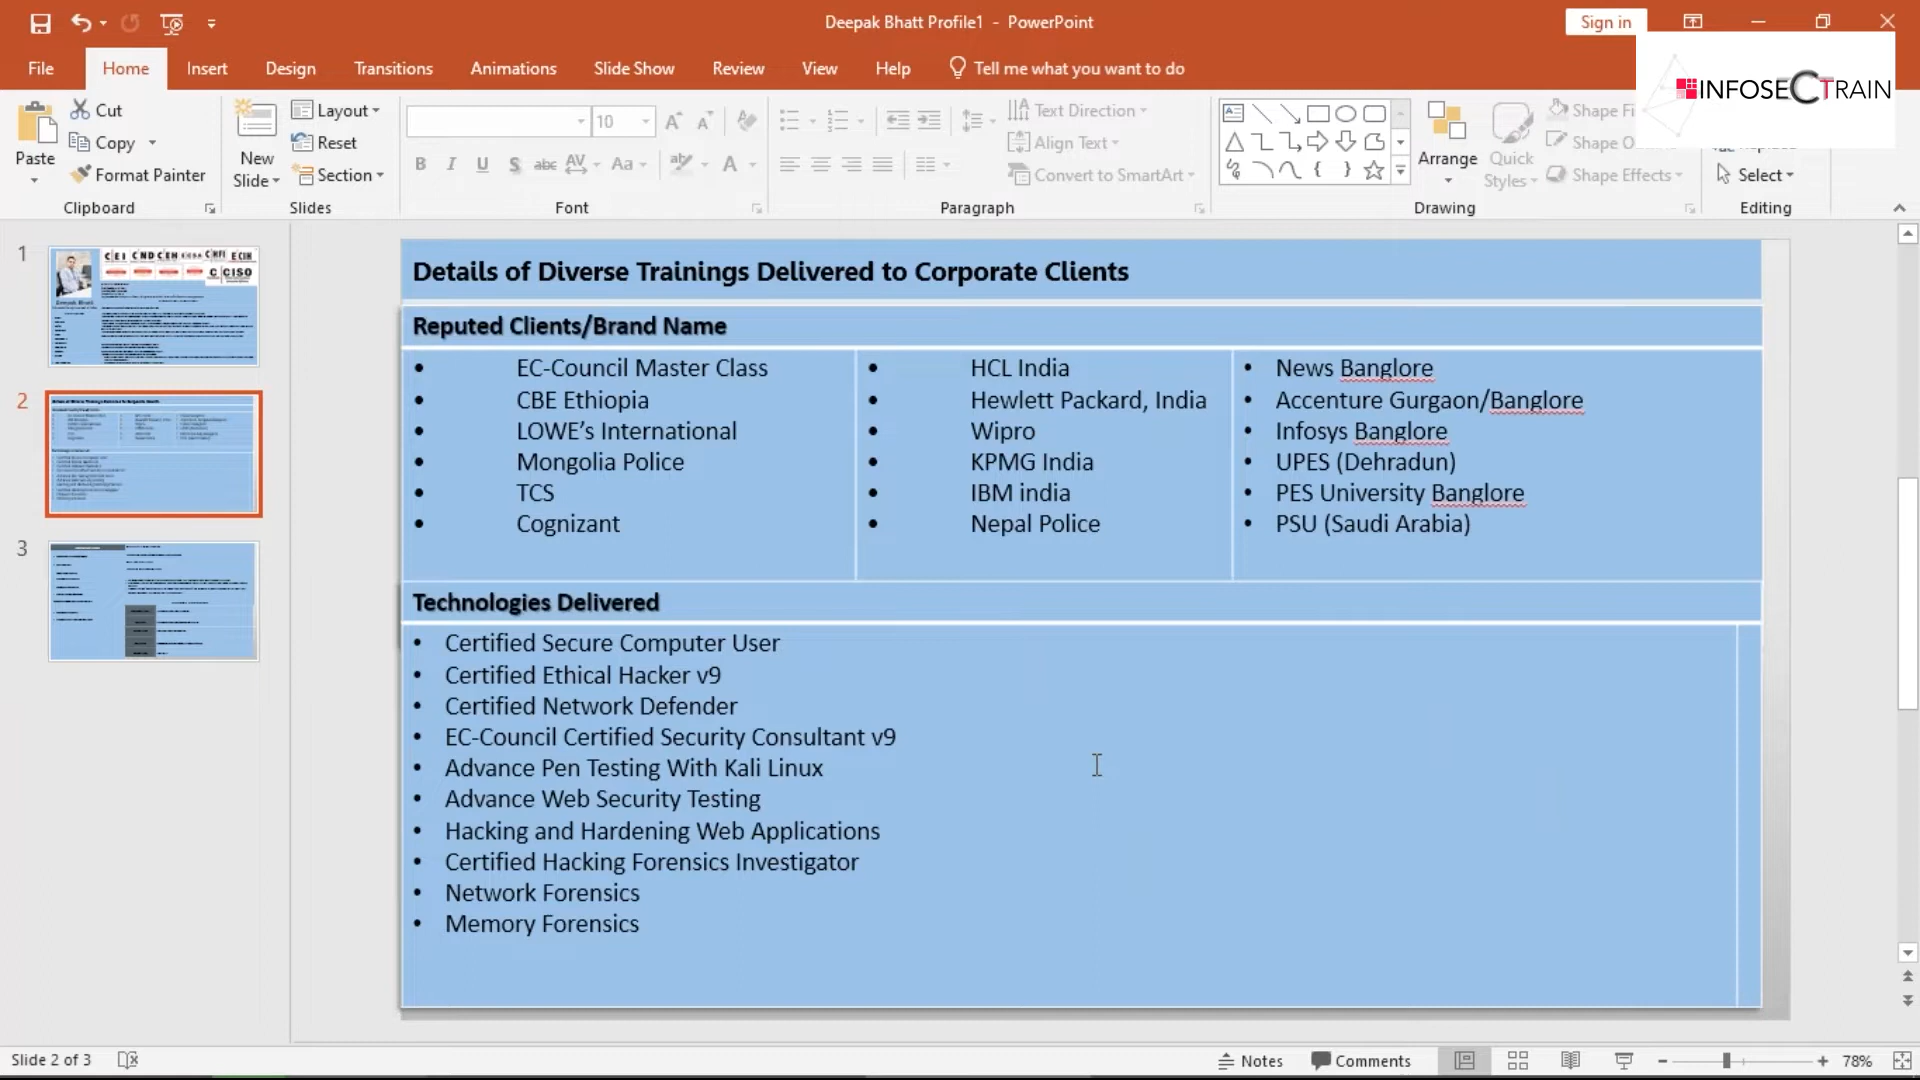 Deepak Bhatt Profile1 - PowerPoint
Sign in
File Home Insert Design Transitions Animations Slide Show Review View Help Tell me what you want to do
INFOSECTRAIN
Paste
Cut
Copy
Format Painter
Clipboard
New Slide
Layout
Reset
Section
Slides
10
B I U S abc AV Aa A
Font
Text Direction
Align Text
Convert to SmartArt
Paragraph
Arrange
Quick Styles
Shape Fi
Shape O
Shape Effects
Drawing
Select
Editing
1
2
3
Details of Diverse Trainings Delivered to Corporate Clients
Reputed Clients/Brand Name
• EC-Council Master Class
• CBE Ethiopia
• LOWE’s International
• Mongolia Police
• TCS
• Cognizant
• HCL India
• Hewlett Packard, India
• Wipro
• KPMG India
• IBM india
• Nepal Police
• News Banglore
• Accenture Gurgaon/Banglore
• Infosys Banglore
• UPES (Dehradun)
• PES University Banglore
• PSU (Saudi Arabia)
Technologies Delivered
• Certified Secure Computer User
• Certified Ethical Hacker v9
• Certified Network Defender
• EC-Council Certified Security Consultant v9
• Advance Pen Testing With Kali Linux
• Advance Web Security Testing
• Hacking and Hardening Web Applications
• Certified Hacking Forensics Investigator
• Network Forensics
• Memory Forensics
Slide 2 of 3
Notes
Comments
78%